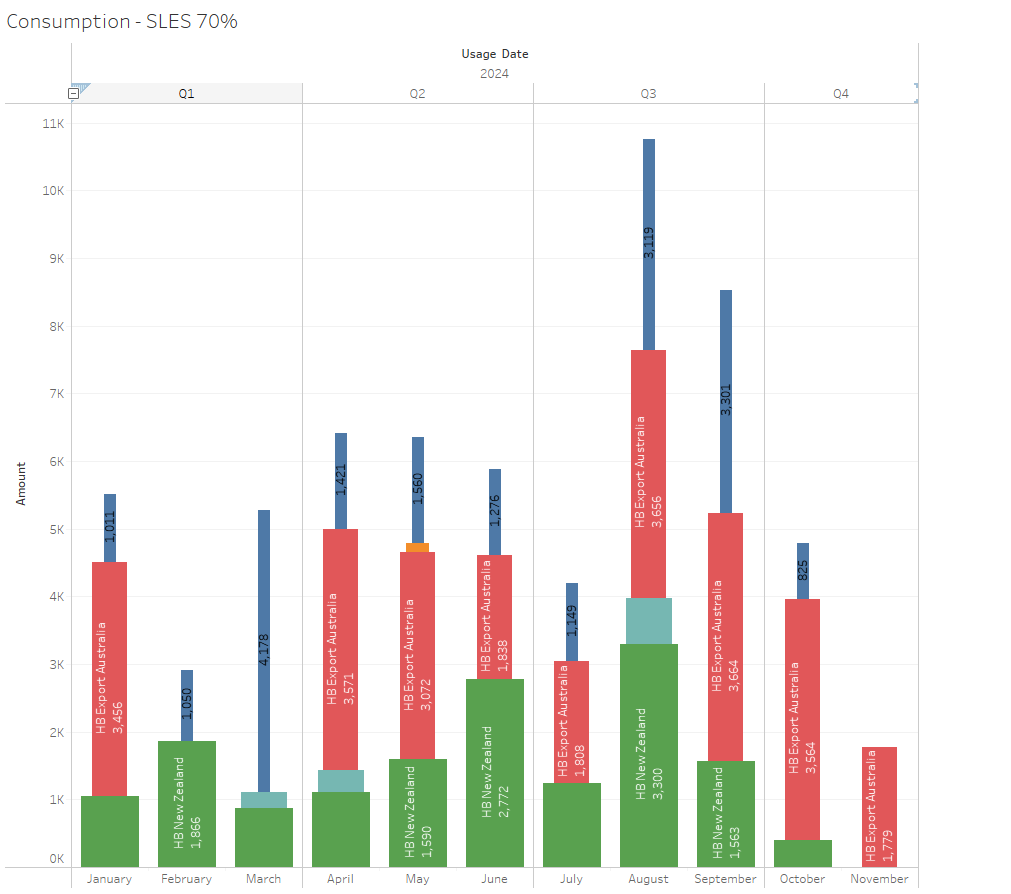 Consumption - SLES 70%
Usage Date
2024
Q1
Q2
Q3
Q4
Amount
11K
10K
9K
8K
7K
6K
5K
4K
3K
2K
1K
0K
1,011
HB Export Australia
3,456
1,050
HB New Zealand
1,866
4,178
1,421
HB Export Australia
3,571
1,560
HB Export Australia
3,072
HB New Zealand
1,590
1,276
HB Export Australia
1,838
HB New Zealand
2,772
1,149
HB Export Australia
1,808
3,119
HB Export Australia
3,656
HB New Zealand
3,300
3,301
HB Export Australia
3,664
HB New Zealand
1,563
825
HB Export Australia
3,564
HB Export Australia
1,779
January
February
March
April
May
June
July
August
September
October
November